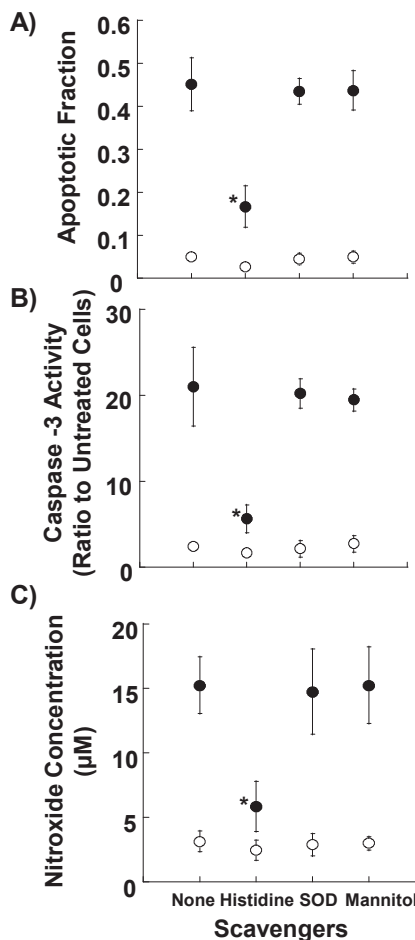 A)
Apoptotic Fraction
0.6
0.5
0.4
0.3
0.2
0.1
0
*
B)
Caspase -3 Activity
(Ratio to Untreated Cells)
30
20
10
0
*
C)
Nitroxide Concentration
(µM)
20
15
10
5
0
*
None Histidine SOD Mannitol
Scavengers